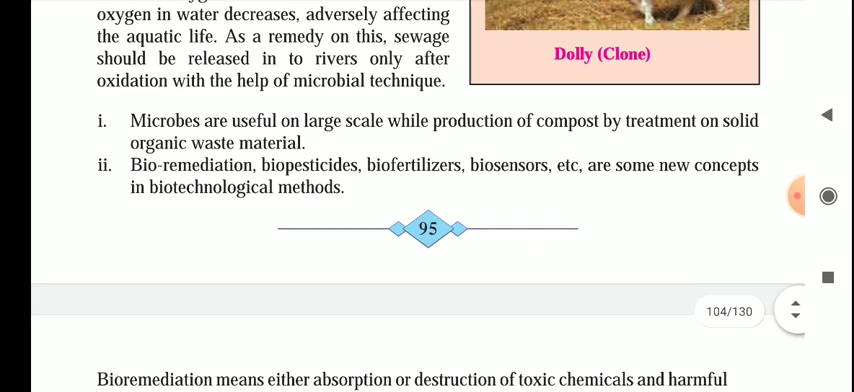 oxygen in water decreases, adversely affecting
the aquatic life. As a remedy on this, sewage
should be released in to rivers only after
oxidation with the help of microbial technique.
Dolly (Clone)
i. Microbes are useful on large scale while production of compost by treatment on solid
organic waste material.
ii. Bio-remediation, biopesticides, biofertilizers, biosensors, etc, are some new concepts
in biotechnological methods.
95
104/130
Bioremediation means either absorption or destruction of toxic chemicals and harmful